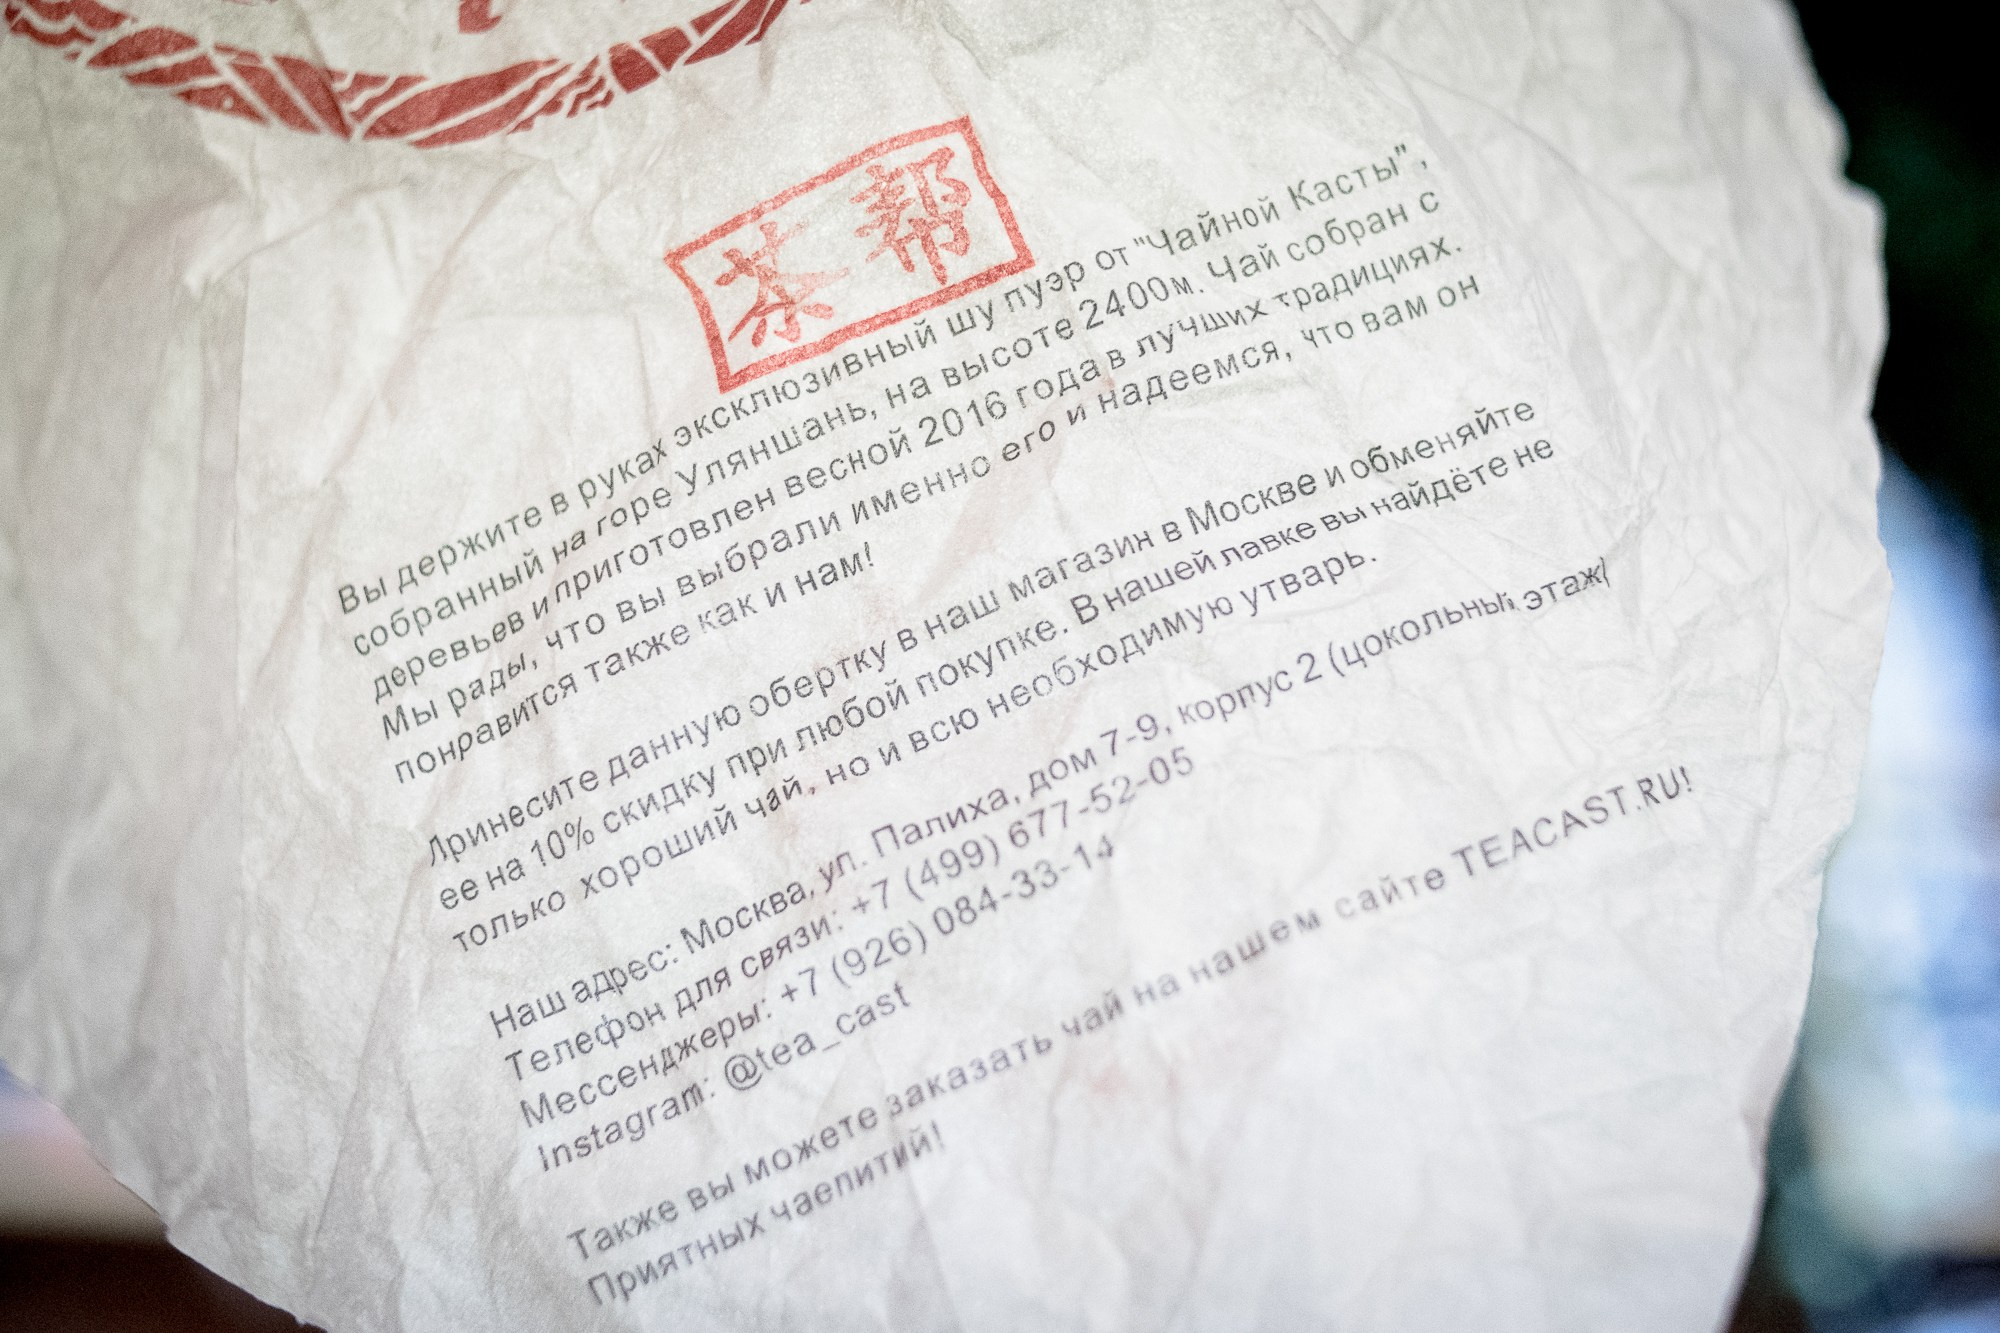 茶帮
Вы держите в руках эксклюзивный шу пуэр от "Чайной Касты",
собранный на горе Уляншань, на высоте 2400м. Чай собран с
деревьев и приготовлен весной 2016 года в лучших традициях.
Мы рады, что вы выбрали именно его и надеемся, что вам он
понравится также как и нам!
Принесите данную обертку в наш магазин в Москве и обменяйте
ее на 10% скидку при любой покупке. В нашей лавке вы найдёте не
только хороший чай, но и всю необходимую утварь.
Наш адрес: Москва, ул. Палиха, дом 7-9, корпус 2 (цокольный этаж)
Телефон для связи: +7 (499) 677-52-05
Мессенджеры: +7 (926) 084-33-14
Instagram: @tea_cast
Также вы можете заказать чай на нашем сайте TEACAST.RU!
Приятных чаепитий!